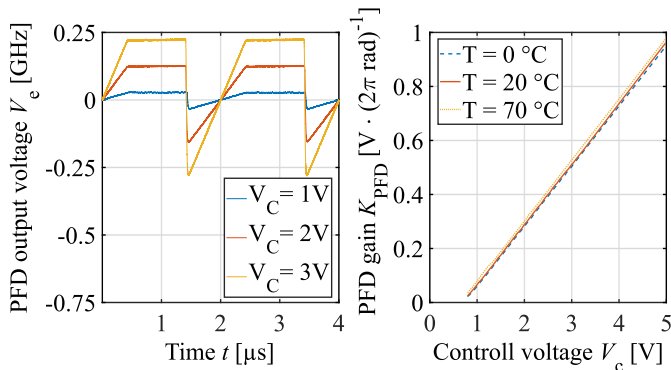 PFD output voltage V_e [GHz]
0.25
0
-0.25
-0.5
-0.75
V_C= 1V
V_C= 2V
V_C= 3V
1
2
3
4
Time t [µs]
PFD gain K_PFD [V · (2π rad)^-1]
1
0.8
0.6
0.4
0.2
0
T = 0 °C
T = 20 °C
T = 70 °C
0
1
2
3
4
5
Controll voltage V_c [V]